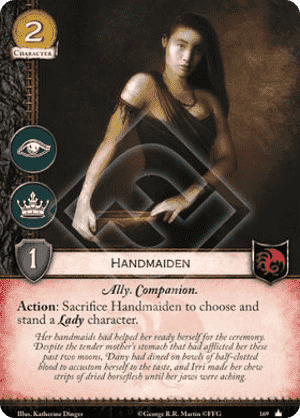 2
CHARACTER
1
HANDMAIDEN
Ally. Companion.
Action: Sacrifice Handmaiden to choose and
stand a Lady character.
Her handmaids had helped her ready herself for the ceremony.
Despite the tender mother's stomach that had afflicted her these
past two moons, Dany had dined on bowls of half-clotted
blood to accustom herself to the taste, and Irri made her chew
strips of dried horseflesh until her jaws were aching.
Illus. Katherine Dinger ©George R.R. Martin ©FFG 169